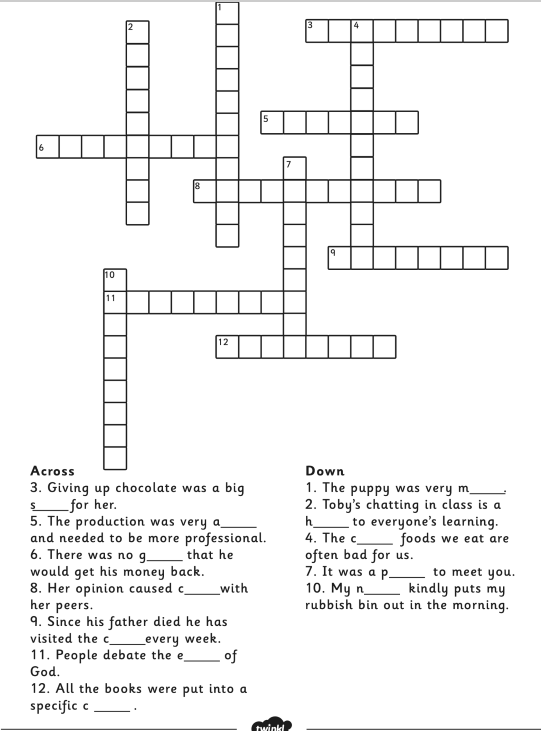 1
2
3
4
5
6
7
8
9
10
11
12
Across
3. Giving up chocolate was a big
s_____ for her.
5. The production was very a_____
and needed to be more professional.
6. There was no g_____ that he
would get his money back.
8. Her opinion caused c_____with
her peers.
9. Since his father died he has
visited the c_____every week.
11. People debate the e_____ of
God.
12. All the books were put into a
specific c _____ .
Down
1. The puppy was very m_____.
2. Toby's chatting in class is a
h_____ to everyone's learning.
4. The c_____ foods we eat are
often bad for us.
7. It was a p_____ to meet you.
10. My n_____ kindly puts my
rubbish bin out in the morning.
twinkl